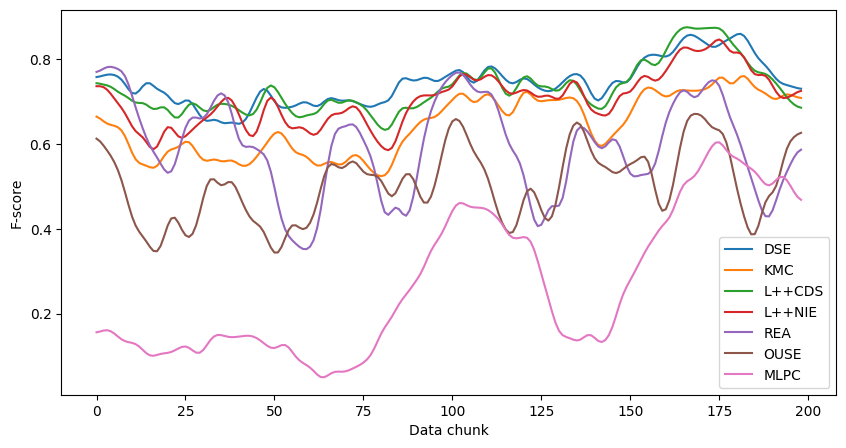 0.8
0.6
0.4
0.2
F-score
0
25
50
75
100
125
150
175
200
Data chunk
DSE
KMC
L++CDS
L++NIE
REA
OUSE
MLPC